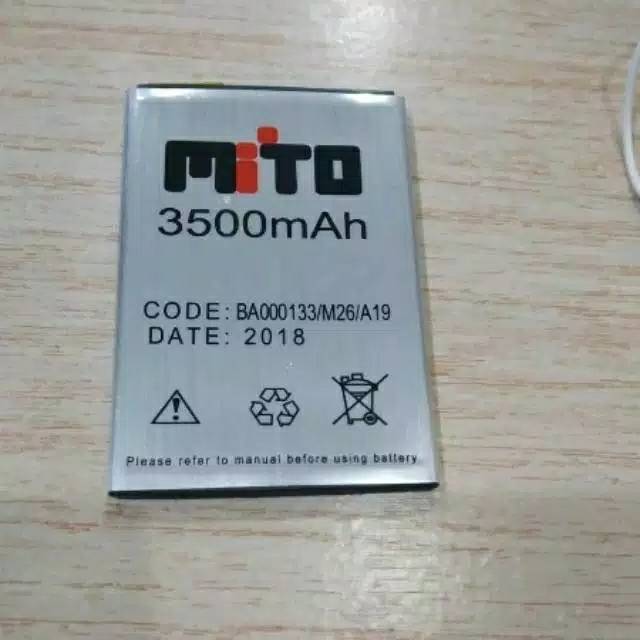 MiTO
3500mAh
CODE: BA000133/M26/A19
DATE: 2018
Please refer to manual before using battery